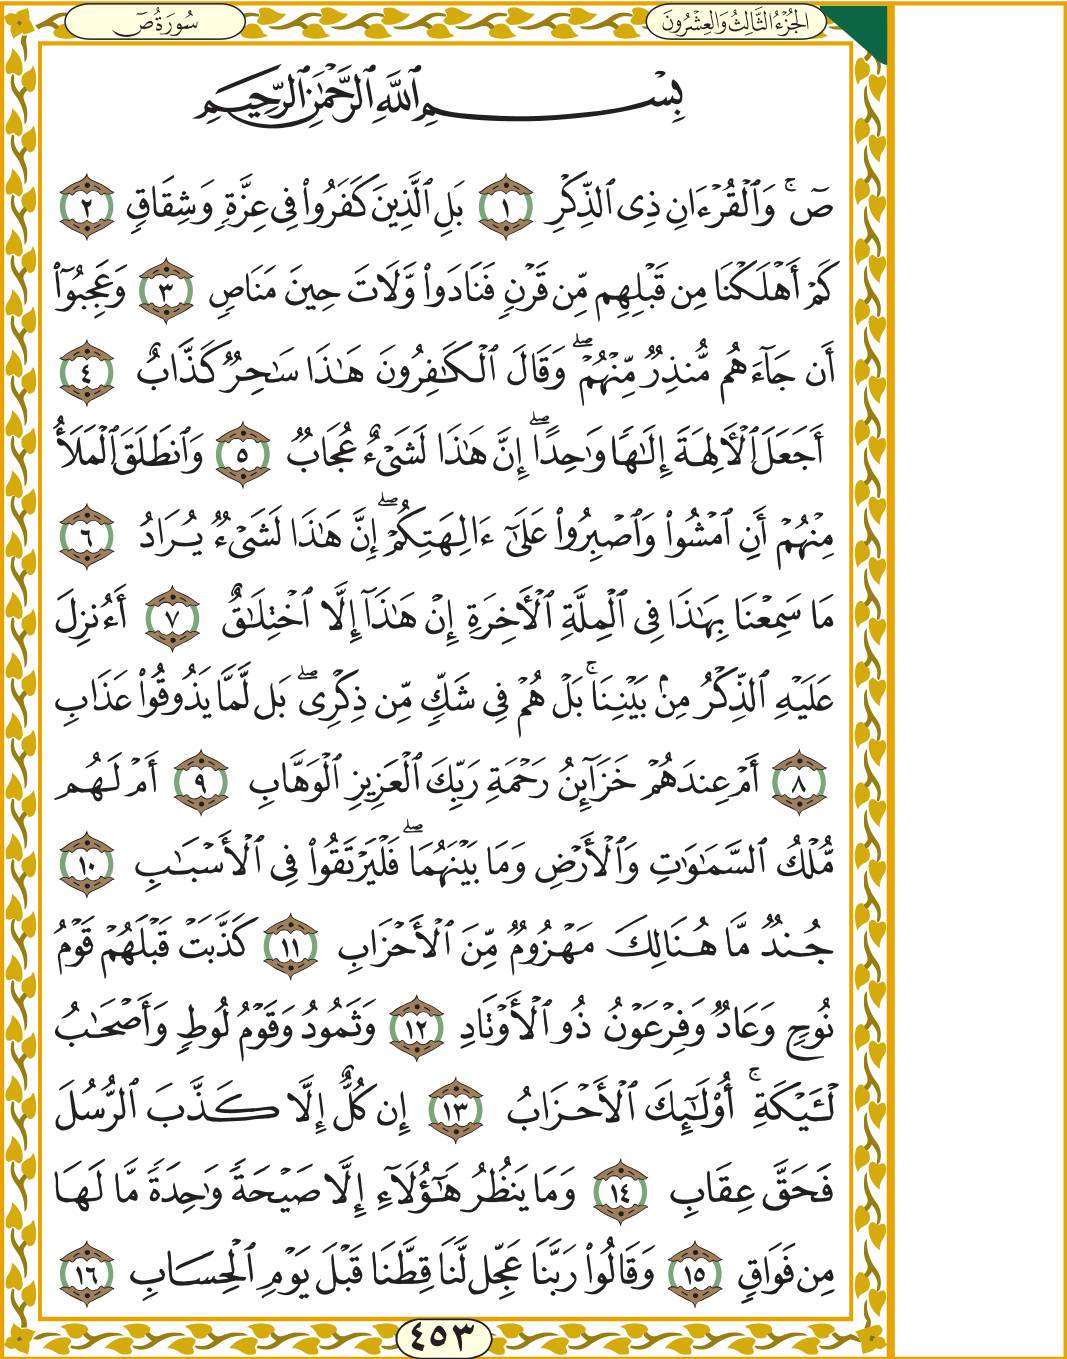 الجُزْءُ الثَّالِثُ وَالعِشْرُونَ
سُورَةُ صٓ
بِسْمِ ٱللَّهِ ٱلرَّحْمَٰنِ ٱلرَّحِيمِ
صٓۚ وَٱلْقُرْءَانِ ذِى ٱلذِّكْرِ ١ بَلِ ٱلَّذِينَ كَفَرُوا۟ فِى عِزَّةٍ وَشِقَاقٍ ٢
كَمْ أَهْلَكْنَا مِن قَبْلِهِم مِّن قَرْنٍ فَنَادَوا۟ وَّلَاتَ حِينَ مَنَاصٍ ٣ وَعَجِبُوٓا۟
أَن جَآءَهُم مُّنذِرٌ مِّنْهُمْۖ وَقَالَ ٱلْكَٰفِرُونَ هَٰذَا سَٰحِرٌ كَذَّابٌ ٤
أَجَعَلَ ٱلْأَلِهَةَ إِلَٰهًا وَٰحِدًاۖ إِنَّ هَٰذَا لَشَىْءٌ عُجَابٌ ٥ وَٱنطَلَقَ ٱلْمَلَأُ
مِنْهُمْ أَنِ ٱمْشُوا۟ وَٱصْبِرُوا۟ عَلَىٰٓ ءَالِهَتِكُمْۖ إِنَّ هَٰذَا لَشَىْءٌ يُرَادُ ٦
مَا سَمِعْنَا بِهَٰذَا فِى ٱلْمِلَّةِ ٱلْأَخِرَةِ إِنْ هَٰذَآ إِلَّا ٱخْتِلَٰقٌ ٧ أَءُنزِلَ
عَلَيْهِ ٱلذِّكْرُ مِنۢ بَيْنِنَاۚ بَلْ هُمْ فِى شَكٍّ مِّن ذِكْرِىۖ بَل لَّمَّا يَذُوقُوا۟ عَذَابِ
٨ أَمْ عِندَهُمْ خَزَآئِنُ رَحْمَةِ رَبِّكَ ٱلْعَزِيزِ ٱلْوَهَّابِ ٩ أَمْ لَهُم
مُّلْكُ ٱلسَّمَٰوَٰتِ وَٱلْأَرْضِ وَمَا بَيْنَهُمَاۖ فَلْيَرْتَقُوا۟ فِى ٱلْأَسْبَٰبِ ١٠
جُندٌ مَّا هُنَالِكَ مَهْزُومٌ مِّنَ ٱلْأَحْزَابِ ١١ كَذَّبَتْ قَبْلَهُمْ قَوْمُ
نُوحٍ وَعَادٌ وَفِرْعَوْنُ ذُو ٱلْأَوْتَادِ ١٢ وَثَمُودُ وَقَوْمُ لُوطٍ وَأَصْحَٰبُ
لْـَٔيْكَةِۚ أُو۟لَٰٓئِكَ ٱلْأَحْزَابُ ١٣ إِن كُلٌّ إِلَّا كَذَّبَ ٱلرُّسُلَ
فَحَقَّ عِقَابِ ١٤ وَمَا يَنظُرُ هَٰٓؤُلَآءِ إِلَّا صَيْحَةً وَٰحِدَةً مَّا لَهَا
مِن فَوَاقٍ ١٥ وَقَالُوا۟ رَبَّنَا عَجِّل لَّنَا قِطَّنَا قَبْلَ يَوْمِ ٱلْحِسَابِ ١٦
٤٥٣